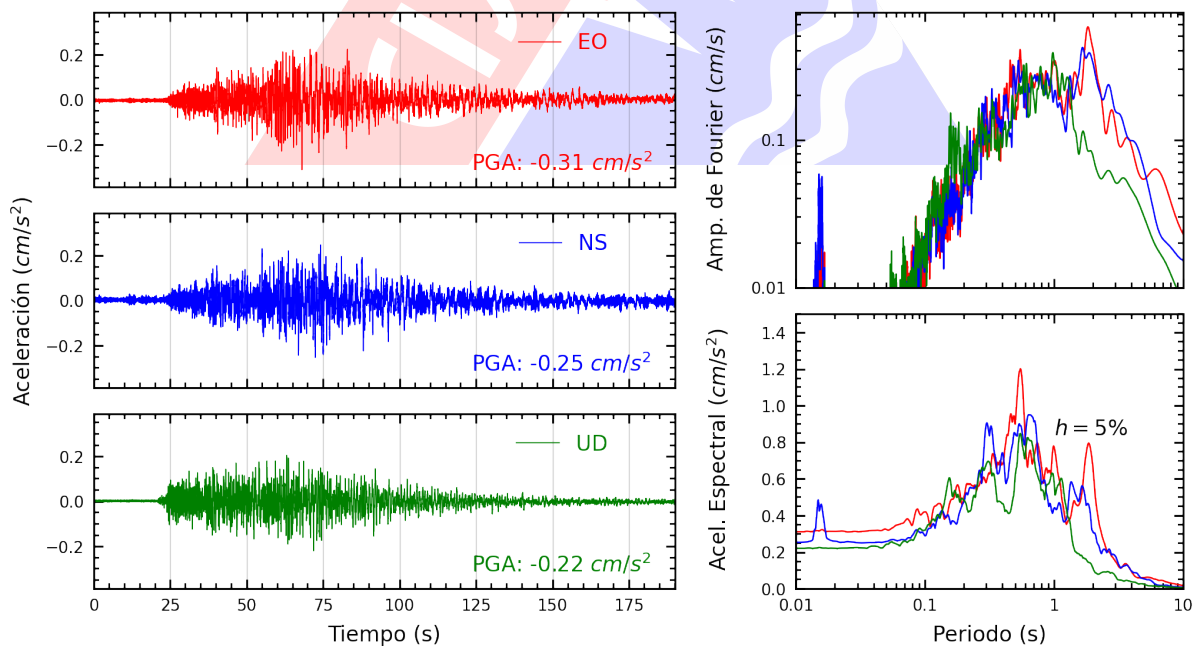 Aceleración (cm/s²)
0.2
0.0
−0.2
EO
PGA: -0.31 cm/s²
0.2
0.0
−0.2
NS
PGA: -0.25 cm/s²
0.2
0.0
−0.2
UD
PGA: -0.22 cm/s²
0 25 50 75 100 125 150 175
Tiempo (s)
Amp. de Fourier (cm/s)
0.1
0.01
Acel. Espectral (cm/s²)
1.4
1.2
1.0
0.8
0.6
0.4
0.2
0.0
h = 5%
0.01 0.1 1 10
Periodo (s)